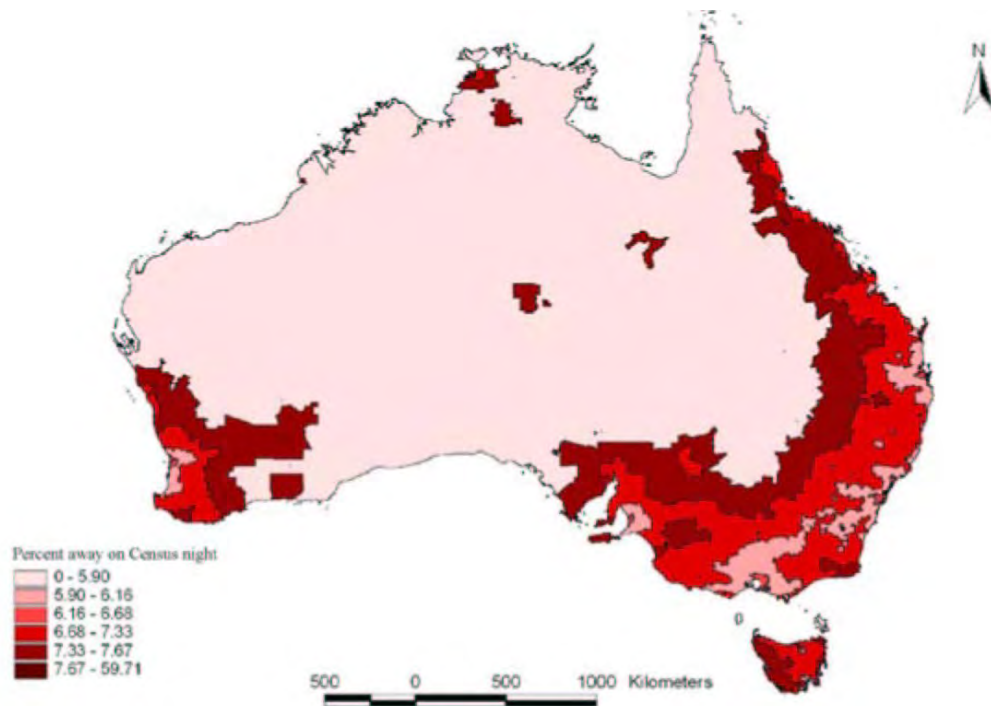 N
Percent away on Census night
0 - 5.90
5.90 - 6.16
6.16 - 6.68
6.68 - 7.33
7.33 - 7.67
7.67 - 59.71
500 0 500 1000 Kilometers